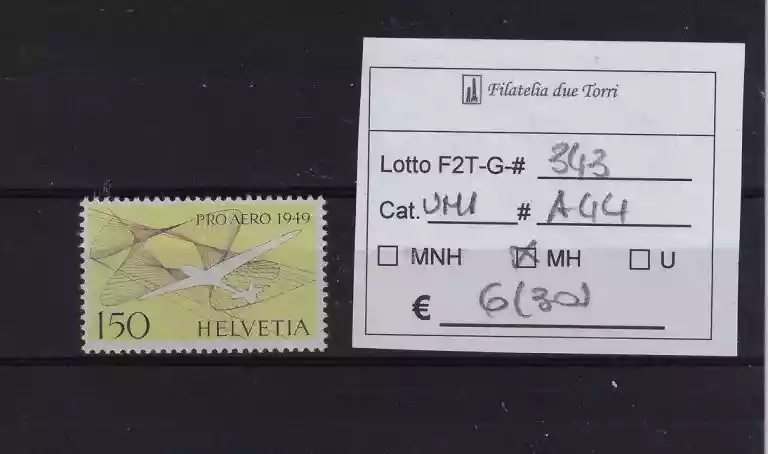 PRO AERO 1949
150 HELVETIA
Filatelia due Torri
Lotto F2T-G-# 343
Cat. UNI # A44
MNH MH U
€ 6(30)